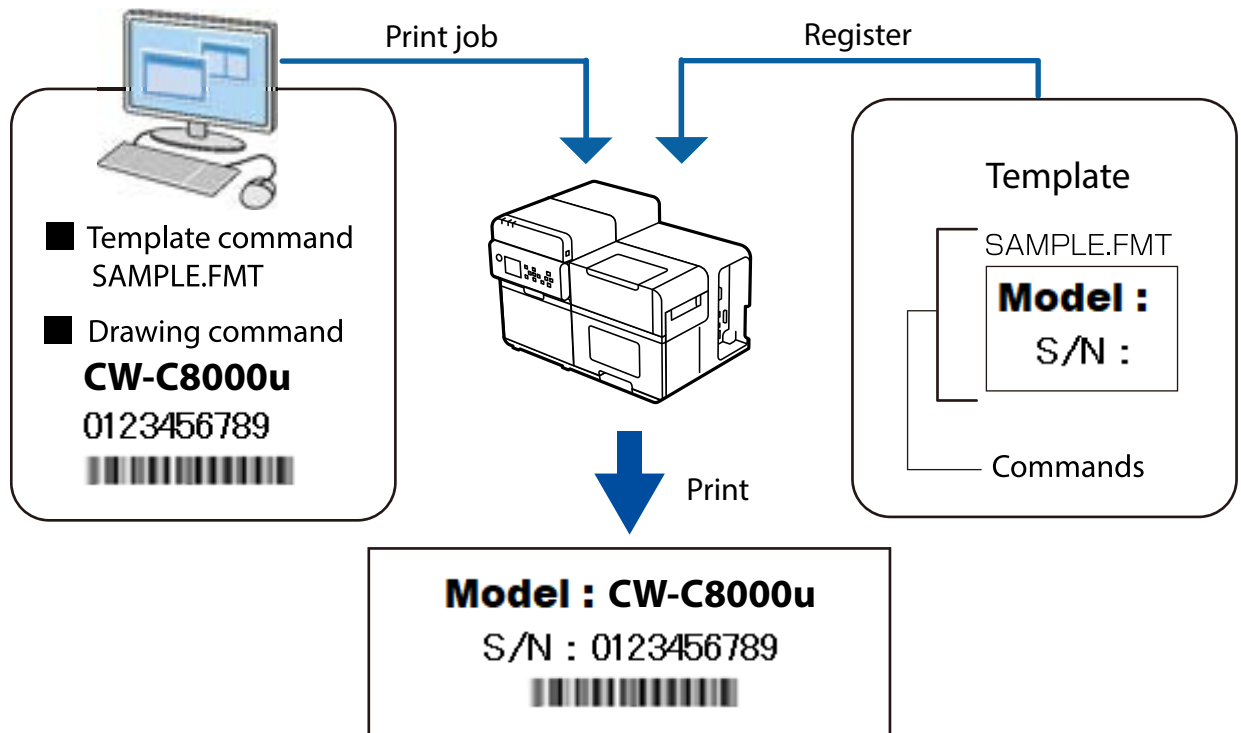 Print job
Register
Template command
SAMPLE.FMT
Drawing command
CW-C8000u
0123456789
Template
SAMPLE.FMT
Model :
S/N :
Commands
Print
Model : CW-C8000u
S/N : 0123456789